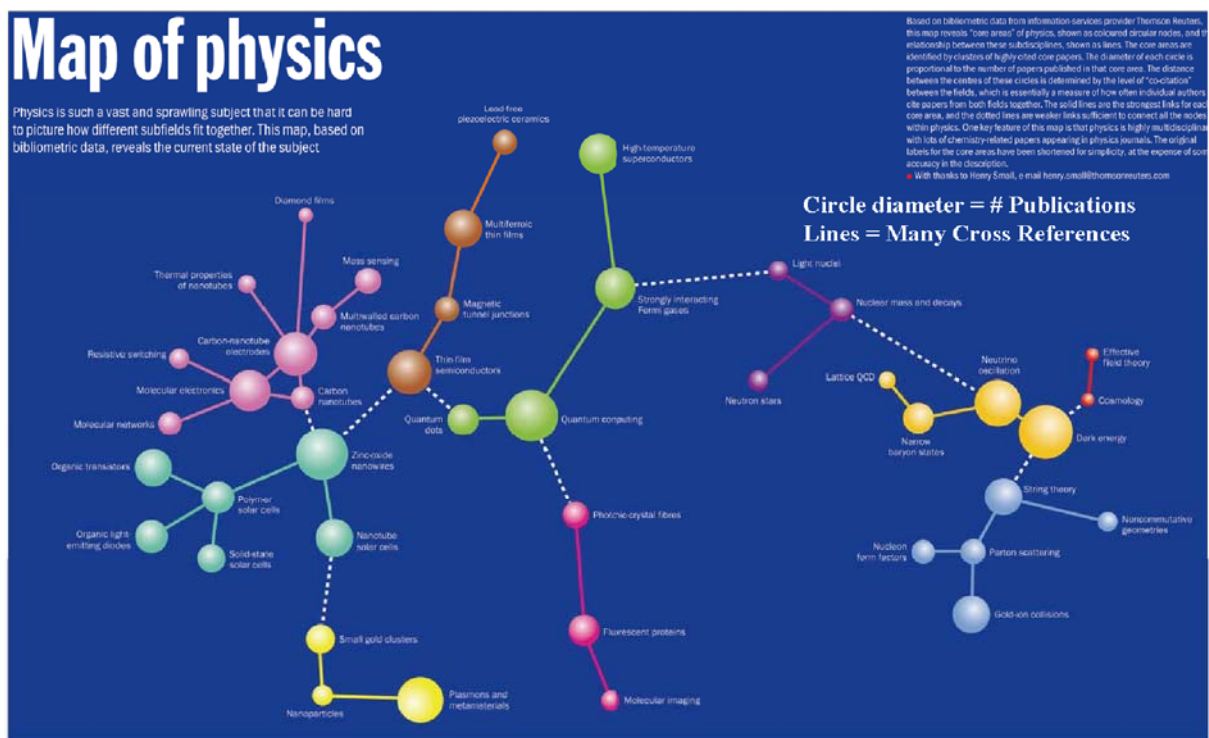 Map of physics
Physics is such a vast and sprawling subject that it can be hard
to picture how different subfields fit together. This map, based on
bibliometric data, reveals the current state of the subject
Based on bibliometric data from information-services provider Thomson Reuters,
this map reveals "core areas" of physics, shown as coloured circular nodes, and
relationship between these subdisciplines, shown as lines. The core areas are
identified by clusters of highly cited core papers. The diameter of each circle is
proportional to the number of papers published in that core area. The distance
between the centres of these circles is determined by the level of "co-citation"
between the fields, which is essentially a measure of how often individual authors
cite papers from both fields together. The solid lines are the strongest links for
core area, and the dotted lines are weaker links sufficient to connect all the nodes
within physics. One key feature of this map is that physics is highly
with lots of chemistry-related papers appearing in physics journals. The original
labels for the core areas have been shortened for simplicity, at the expense of
accuracy in the description.
With thanks to Henry Small, e-mail henry.small@thomsonreuters.com
Circle diameter = # Publications
Lines = Many Cross References
Lead free
piezoelectric ceramics
High-temperature
superconductors
Diamond films
Multiferroic
thin films
Mass sensing
Thermal properties
of nanotubes
Light nuclei
Multiwalled carbon
nanotubes
Magnetic
tunnel junctions
Strongly interacting
Fermi gases
Nuclear mass and decays
Carbon-nanotube
electrodes
Resistive switching
Thin-film
semiconductors
Neutrino
oscillation
Effective
field theory
Molecular electronics
Carbon
nanotubes
Lattice QCD
Neutron stars
Cosmology
Molecular networks
Quantum
dots
Quantum computing
Narrow
baryon states
Dark energy
Organic transistors
Zinc-oxide
nanowires
Polymer
solar cells
String theory
Photonic-crystal fibres
Noncommutative
geometries
Organic light-
emitting diodes
Solid-state
solar cells
Nanotube
solar cells
Nucleon
form factors
Parton scattering
Gold-ion collisions
Small gold clusters
Fluorescent proteins
Nanoparticles
Plasmons and
metamaterials
Molecular imaging